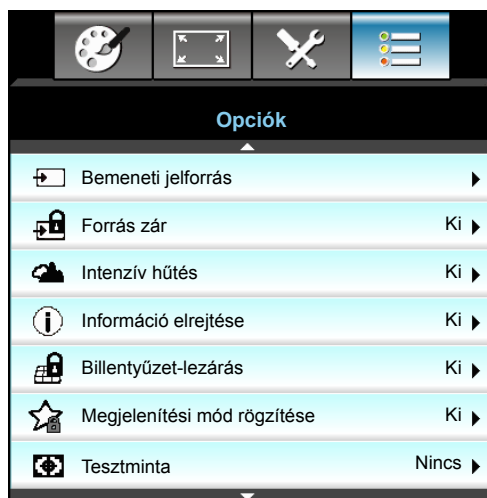 Opciók
Bemeneti jelforrás
Forrás zár Ki
Intenzív hűtés Ki
Információ elrejtése Ki
Billentyűzet-lezárás Ki
Megjelenítési mód rögzítése Ki
Tesztminta Nincs